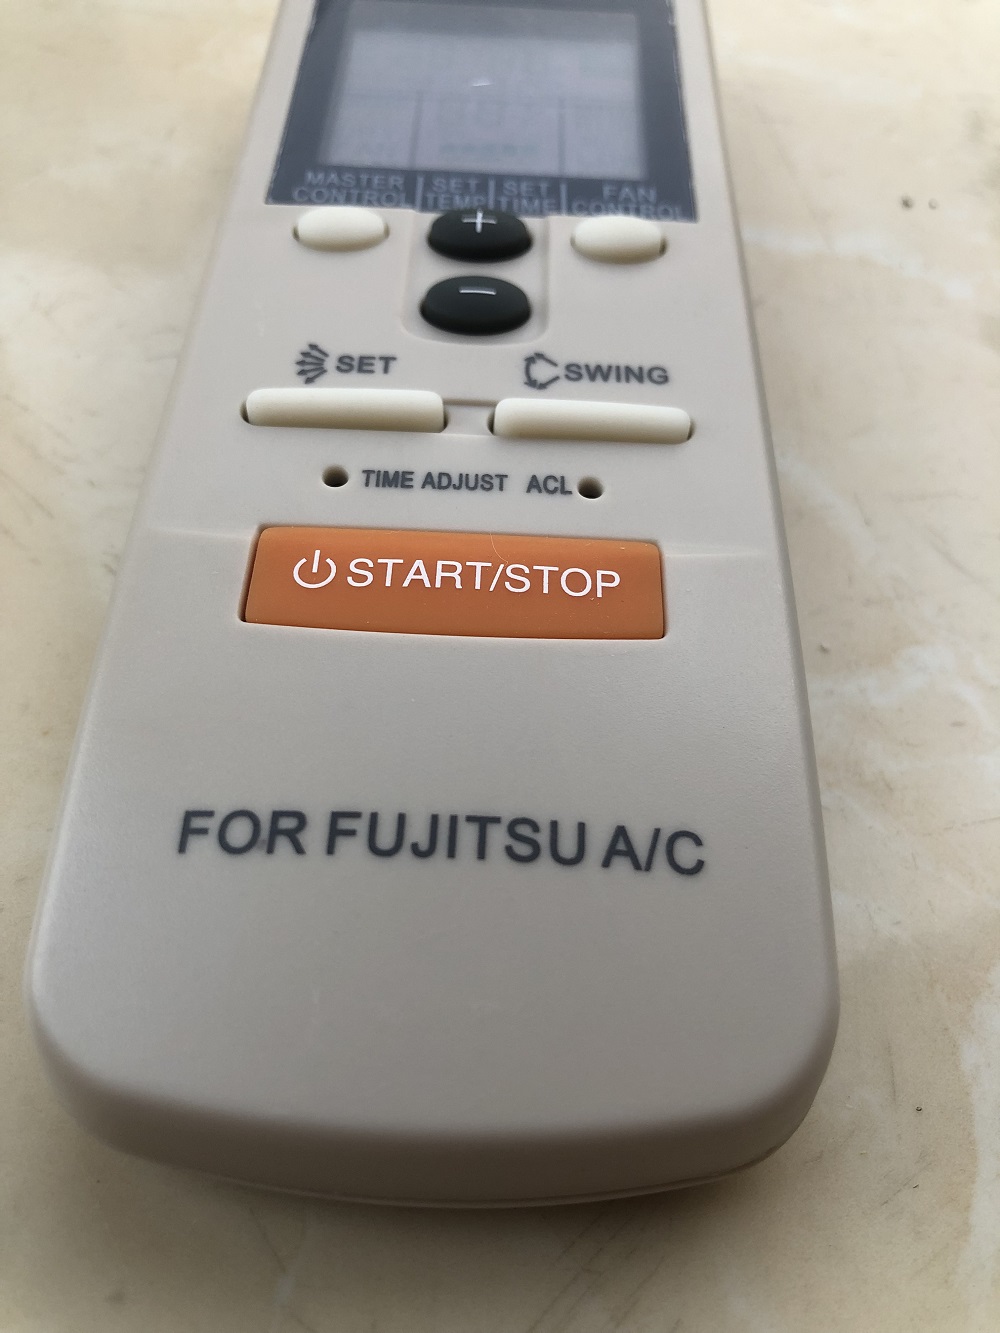 MASTER CONTROL
SET TEMP
SET TIME
FAN CONTROL
+
−
SET
SWING
TIME ADJUST ACL
START/STOP
FOR FUJITSU A/C